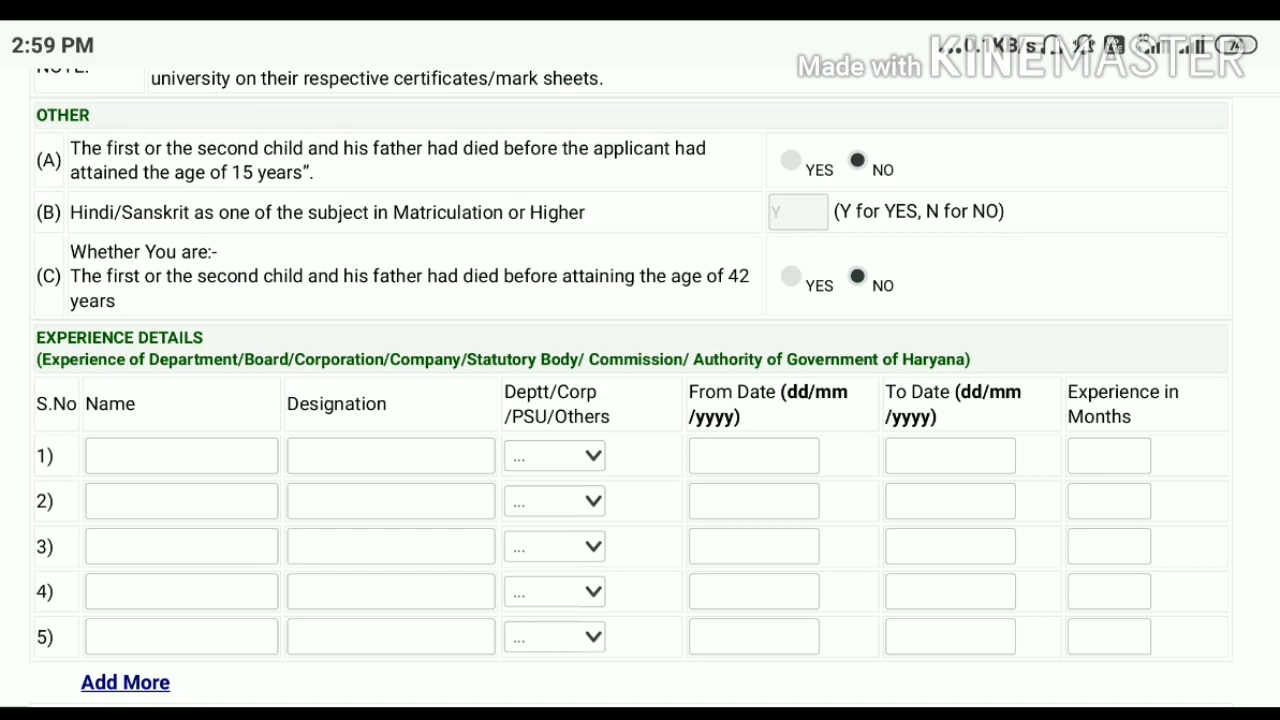 2:59 PM
...0.1KB/s
74
Made with KINEMASTER
NOTE:
university on their respective certificates/mark sheets.
OTHER
(A) The first or the second child and his father had died before the applicant had
attained the age of 15 years”.
YES NO
(B) Hindi/Sanskrit as one of the subject in Matriculation or Higher
Y (Y for YES, N for NO)
Whether You are:-
(C) The first or the second child and his father had died before attaining the age of 42
years
YES NO
EXPERIENCE DETAILS
(Experience of Department/Board/Corporation/Company/Statutory Body/ Commission/ Authority of Government of Haryana)
S.No Name Designation Deptt/Corp
/PSU/Others From Date (dd/mm
/yyyy) To Date (dd/mm
/yyyy) Experience in
Months
1) ...
2) ...
3) ...
4) ...
5) ...
Add More